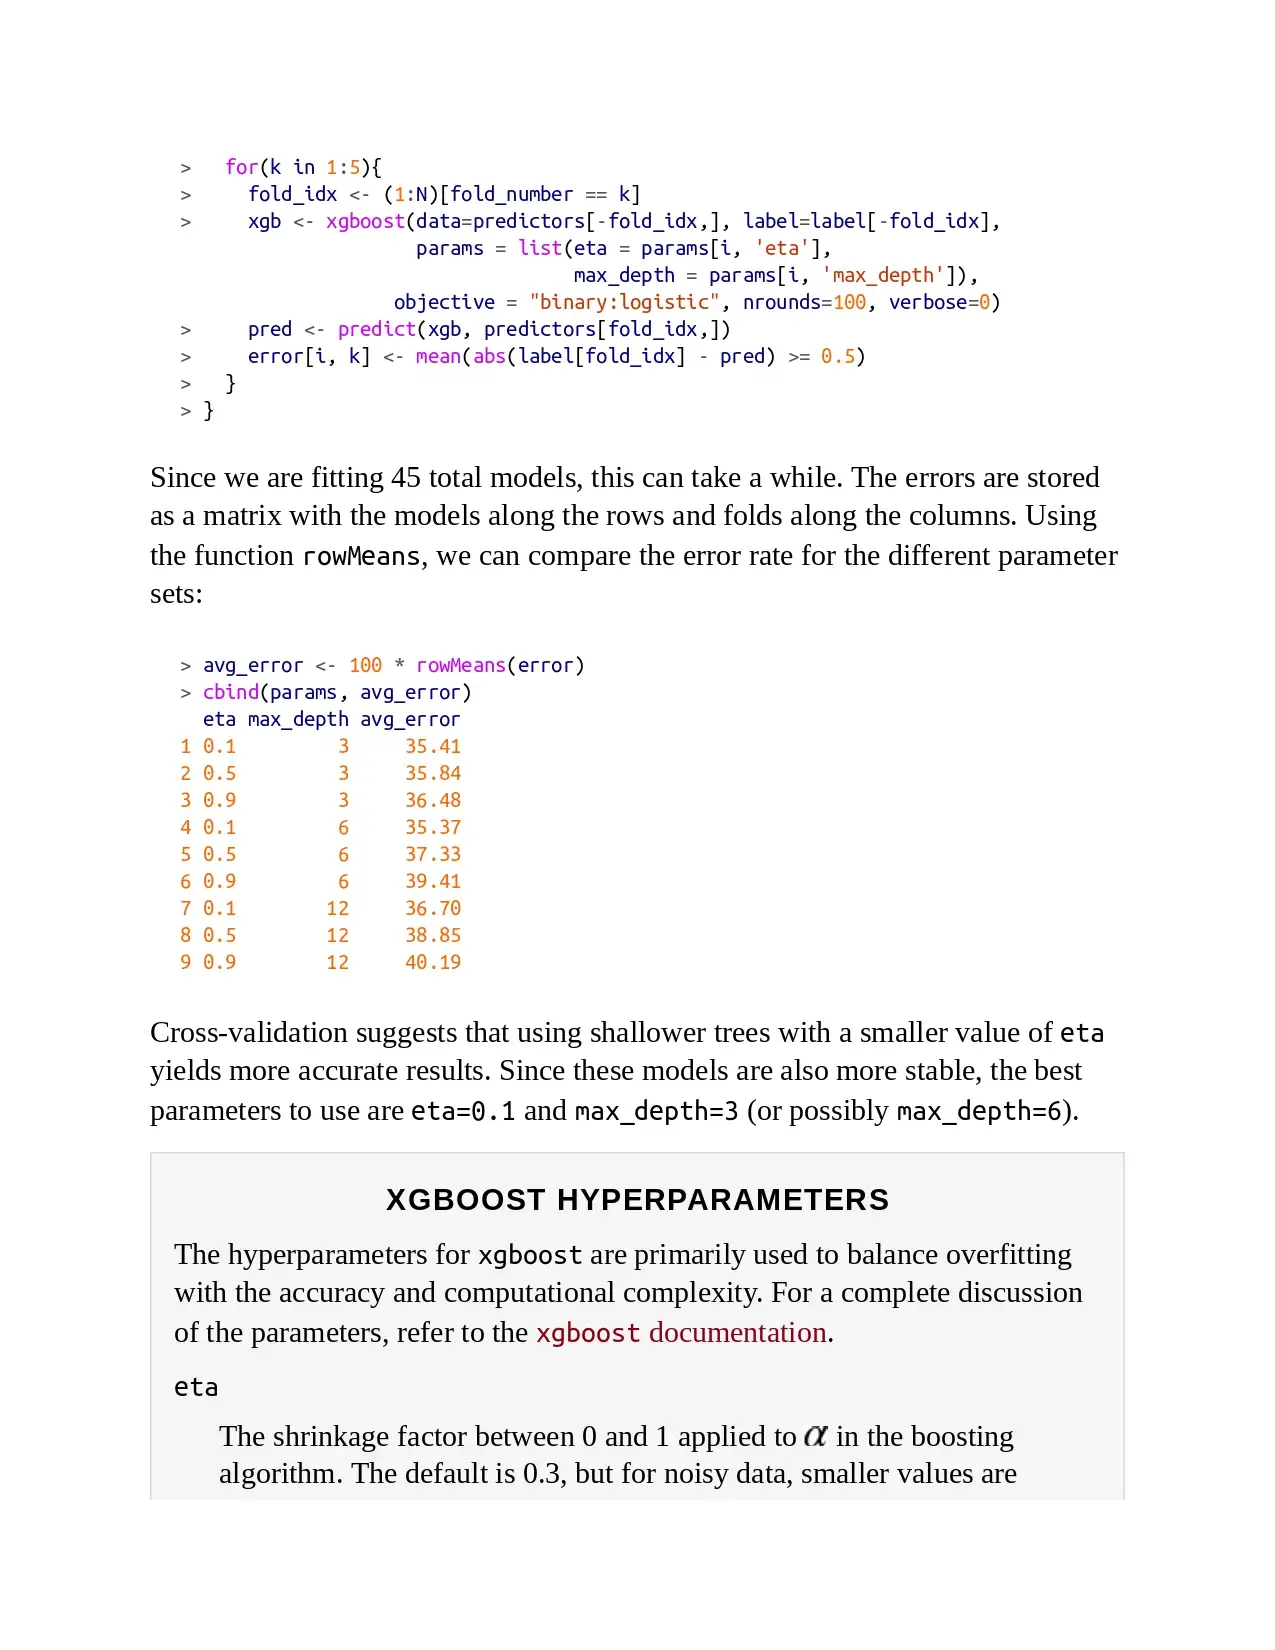 >   for(k in 1:5){
>     fold_idx <- (1:N)[fold_number == k]
>     xgb <- xgboost(data=predictors[-fold_idx,], label=label[-fold_idx],
                     params = list(eta = params[i, 'eta'],
                                   max_depth = params[i, 'max_depth']),
                   objective = "binary:logistic", nrounds=100, verbose=0)
>     pred <- predict(xgb, predictors[fold_idx,])
>     error[i, k] <- mean(abs(label[fold_idx] - pred) >= 0.5)
>   }
> }
Since we are fitting 45 total models, this can take a while. The errors are stored
as a matrix with the models along the rows and folds along the columns. Using
the function rowMeans, we can compare the error rate for the different parameter
sets:
> avg_error <- 100 * rowMeans(error)
> cbind(params, avg_error)
  eta max_depth avg_error
1 0.1         3     35.41
2 0.5         3     35.84
3 0.9         3     36.48
4 0.1         6     35.37
5 0.5         6     37.33
6 0.9         6     39.41
7 0.1        12     36.70
8 0.5        12     38.85
9 0.9        12     40.19
Cross-validation suggests that using shallower trees with a smaller value of eta
yields more accurate results. Since these models are also more stable, the best
parameters to use are eta=0.1 and max_depth=3 (or possibly max_depth=6).
XGBOOST HYPERPARAMETERS
The hyperparameters for xgboost are primarily used to balance overfitting
with the accuracy and computational complexity. For a complete discussion
of the parameters, refer to the xgboost documentation.
eta
The shrinkage factor between 0 and 1 applied to α in the boosting
algorithm. The default is 0.3, but for noisy data, smaller values are